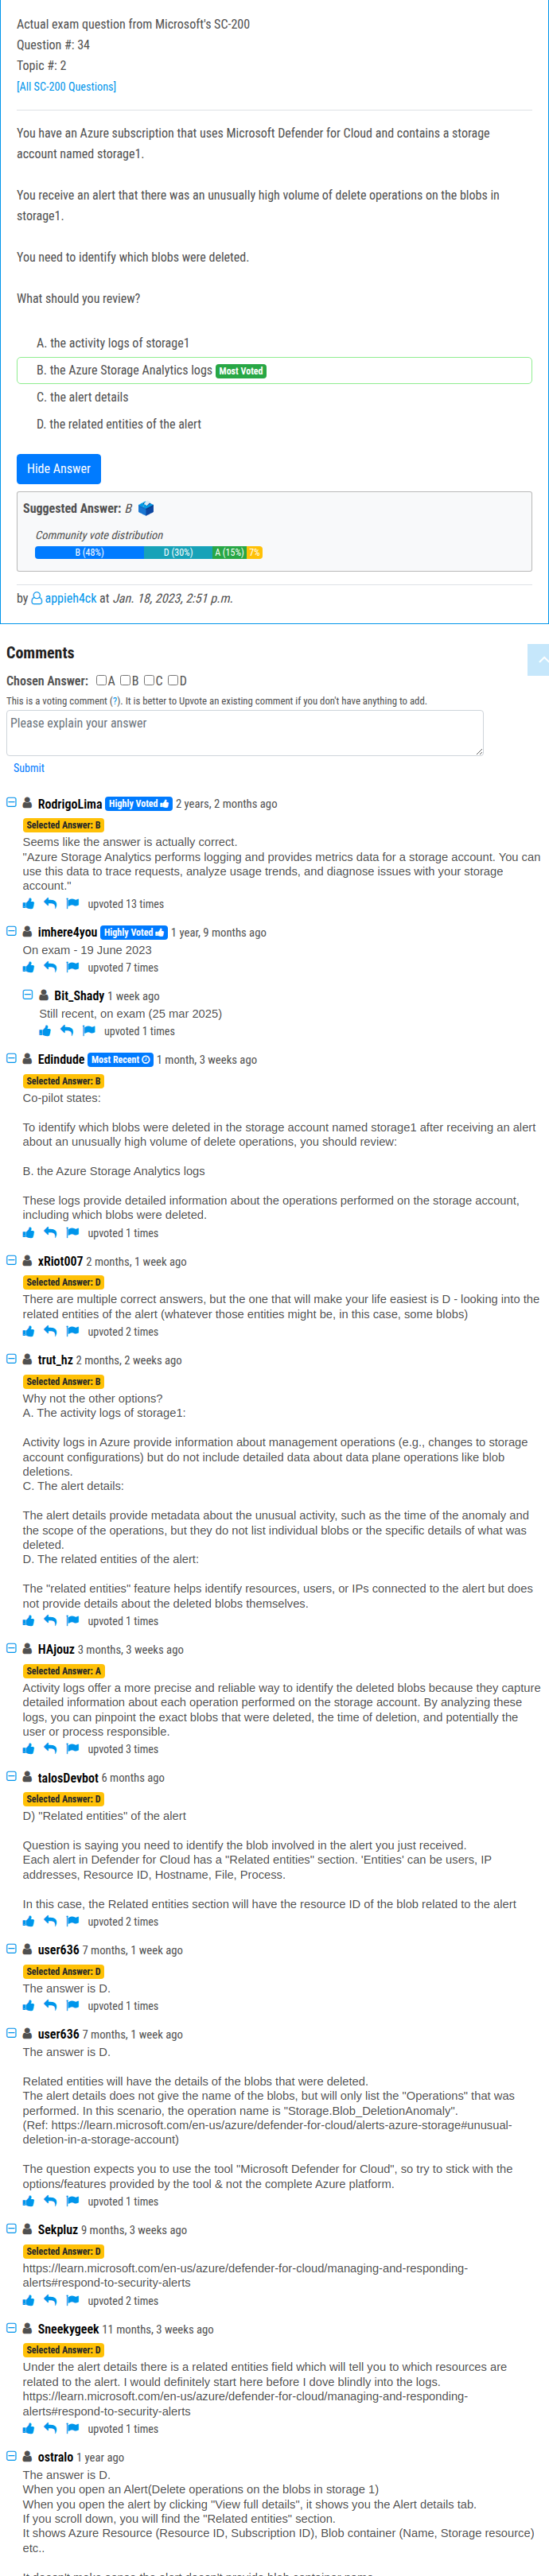 Actual exam question from Microsoft's SC-200
Question #: 34
Topic #: 2
[All SC-200 Questions]
You have an Azure subscription that uses Microsoft Defender for Cloud and contains a storage
account named storage1.
You receive an alert that there was an unusually high volume of delete operations on the blobs in
storage1.
You need to identify which blobs were deleted.
What should you review?
A. the activity logs of storage1
B. the Azure Storage Analytics logs Most Voted
C. the alert details
D. the related entities of the alert
Hide Answer
Suggested Answer: B
Community vote distribution
B (48%) D (30%) A (15%) 7%
by appieh4ck at Jan. 18, 2023, 2:51 p.m.
Comments
Chosen Answer: A B C D
This is a voting comment (?). It is better to Upvote an existing comment if you don't have anything to add.
Please explain your answer
Submit
RodrigoLima Highly Voted 2 years, 2 months ago
Selected Answer: B
Seems like the answer is actually correct.
"Azure Storage Analytics performs logging and provides metrics data for a storage account. You can
use this data to trace requests, analyze usage trends, and diagnose issues with your storage
account."
upvoted 13 times
imhere4you Highly Voted 1 year, 9 months ago
On exam - 19 June 2023
upvoted 7 times
Bit_Shady 1 week ago
Still recent, on exam (25 mar 2025)
upvoted 1 times
Edindude Most Recent 1 month, 3 weeks ago
Selected Answer: B
Co-pilot states:
To identify which blobs were deleted in the storage account named storage1 after receiving an alert
about an unusually high volume of delete operations, you should review:
B. the Azure Storage Analytics logs
These logs provide detailed information about the operations performed on the storage account,
including which blobs were deleted.
upvoted 1 times
xRiot007 2 months, 1 week ago
Selected Answer: D
There are multiple correct answers, but the one that will make your life easiest is D - looking into the
related entities of the alert (whatever those entities might be, in this case, some blobs)
upvoted 2 times
trut_hz 2 months, 2 weeks ago
Selected Answer: B
Why not the other options?
A. The activity logs of storage1:
Activity logs in Azure provide information about management operations (e.g., changes to storage
account configurations) but do not include detailed data about data plane operations like blob
deletions.
C. The alert details:
The alert details provide metadata about the unusual activity, such as the time of the anomaly and
the scope of the operations, but they do not list individual blobs or the specific details of what was
deleted.
D. The related entities of the alert:
The "related entities" feature helps identify resources, users, or IPs connected to the alert but does
not provide details about the deleted blobs themselves.
upvoted 1 times
HAjouz 3 months, 3 weeks ago
Selected Answer: A
Activity logs offer a more precise and reliable way to identify the deleted blobs because they capture
detailed information about each operation performed on the storage account. By analyzing these
logs, you can pinpoint the exact blobs that were deleted, the time of deletion, and potentially the
user or process responsible.
upvoted 3 times
talosDevbot 6 months ago
Selected Answer: D
D) "Related entities" of the alert
Question is saying you need to identify the blob involved in the alert you just received.
Each alert in Defender for Cloud has a "Related entities" section. 'Entities' can be users, IP
addresses, Resource ID, Hostname, File, Process.
In this case, the Related entities section will have the resource ID of the blob related to the alert
upvoted 2 times
user636 7 months, 1 week ago
Selected Answer: D
The answer is D.
upvoted 1 times
user636 7 months, 1 week ago
The answer is D.
Related entities will have the details of the blobs that were deleted.
The alert details does not give the name of the blobs, but will only list the "Operations" that was
performed. In this scenario, the operation name is "Storage.Blob_DeletionAnomaly".
(Ref: https://learn.microsoft.com/en-us/azure/defender-for-cloud/alerts-azure-storage#unusual-
deletion-in-a-storage-account)
The question expects you to use the tool "Microsoft Defender for Cloud", so try to stick with the
options/features provided by the tool & not the complete Azure platform.
upvoted 1 times
Sekpluz 9 months, 3 weeks ago
Selected Answer: D
https://learn.microsoft.com/en-us/azure/defender-for-cloud/managing-and-responding-
alerts#respond-to-security-alerts
upvoted 2 times
Sneekygeek 11 months, 3 weeks ago
Selected Answer: D
Under the alert details there is a related entities field which will tell you to which resources are
related to the alert. I would definitely start here before I dove blindly into the logs.
https://learn.microsoft.com/en-us/azure/defender-for-cloud/managing-and-responding-
alerts#respond-to-security-alerts
upvoted 1 times
ostralo 1 year ago
The answer is D.
When you open an Alert(Delete operations on the blobs in storage 1)
When you open the alert by clicking "View full details", it shows you the Alert details tab.
If you scroll down, you will find the "Related entities" section.
It shows Azure Resource (Resource ID, Subscription ID), Blob container (Name, Storage resource)
etc..